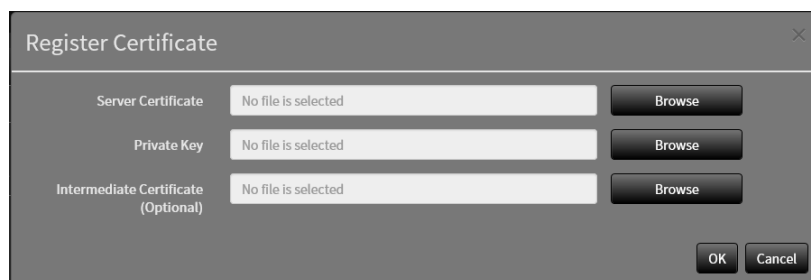 Register Certificate
×
Server Certificate No file is selected Browse
Private Key No file is selected Browse
Intermediate Certificate No file is selected Browse
(Optional)
OK Cancel